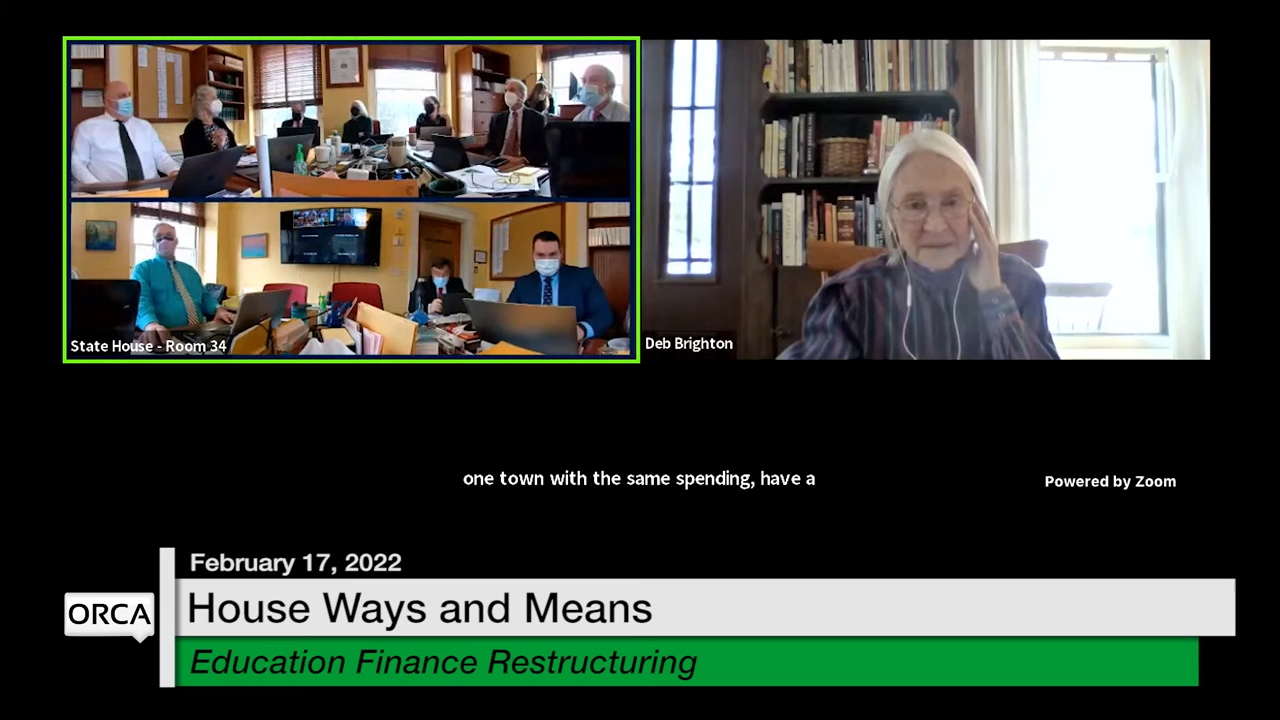 State House - Room 34
Deb Brighton
one town with the same spending, have a
Powered by Zoom
February 17, 2022
ORCA
House Ways and Means
Education Finance Restructuring